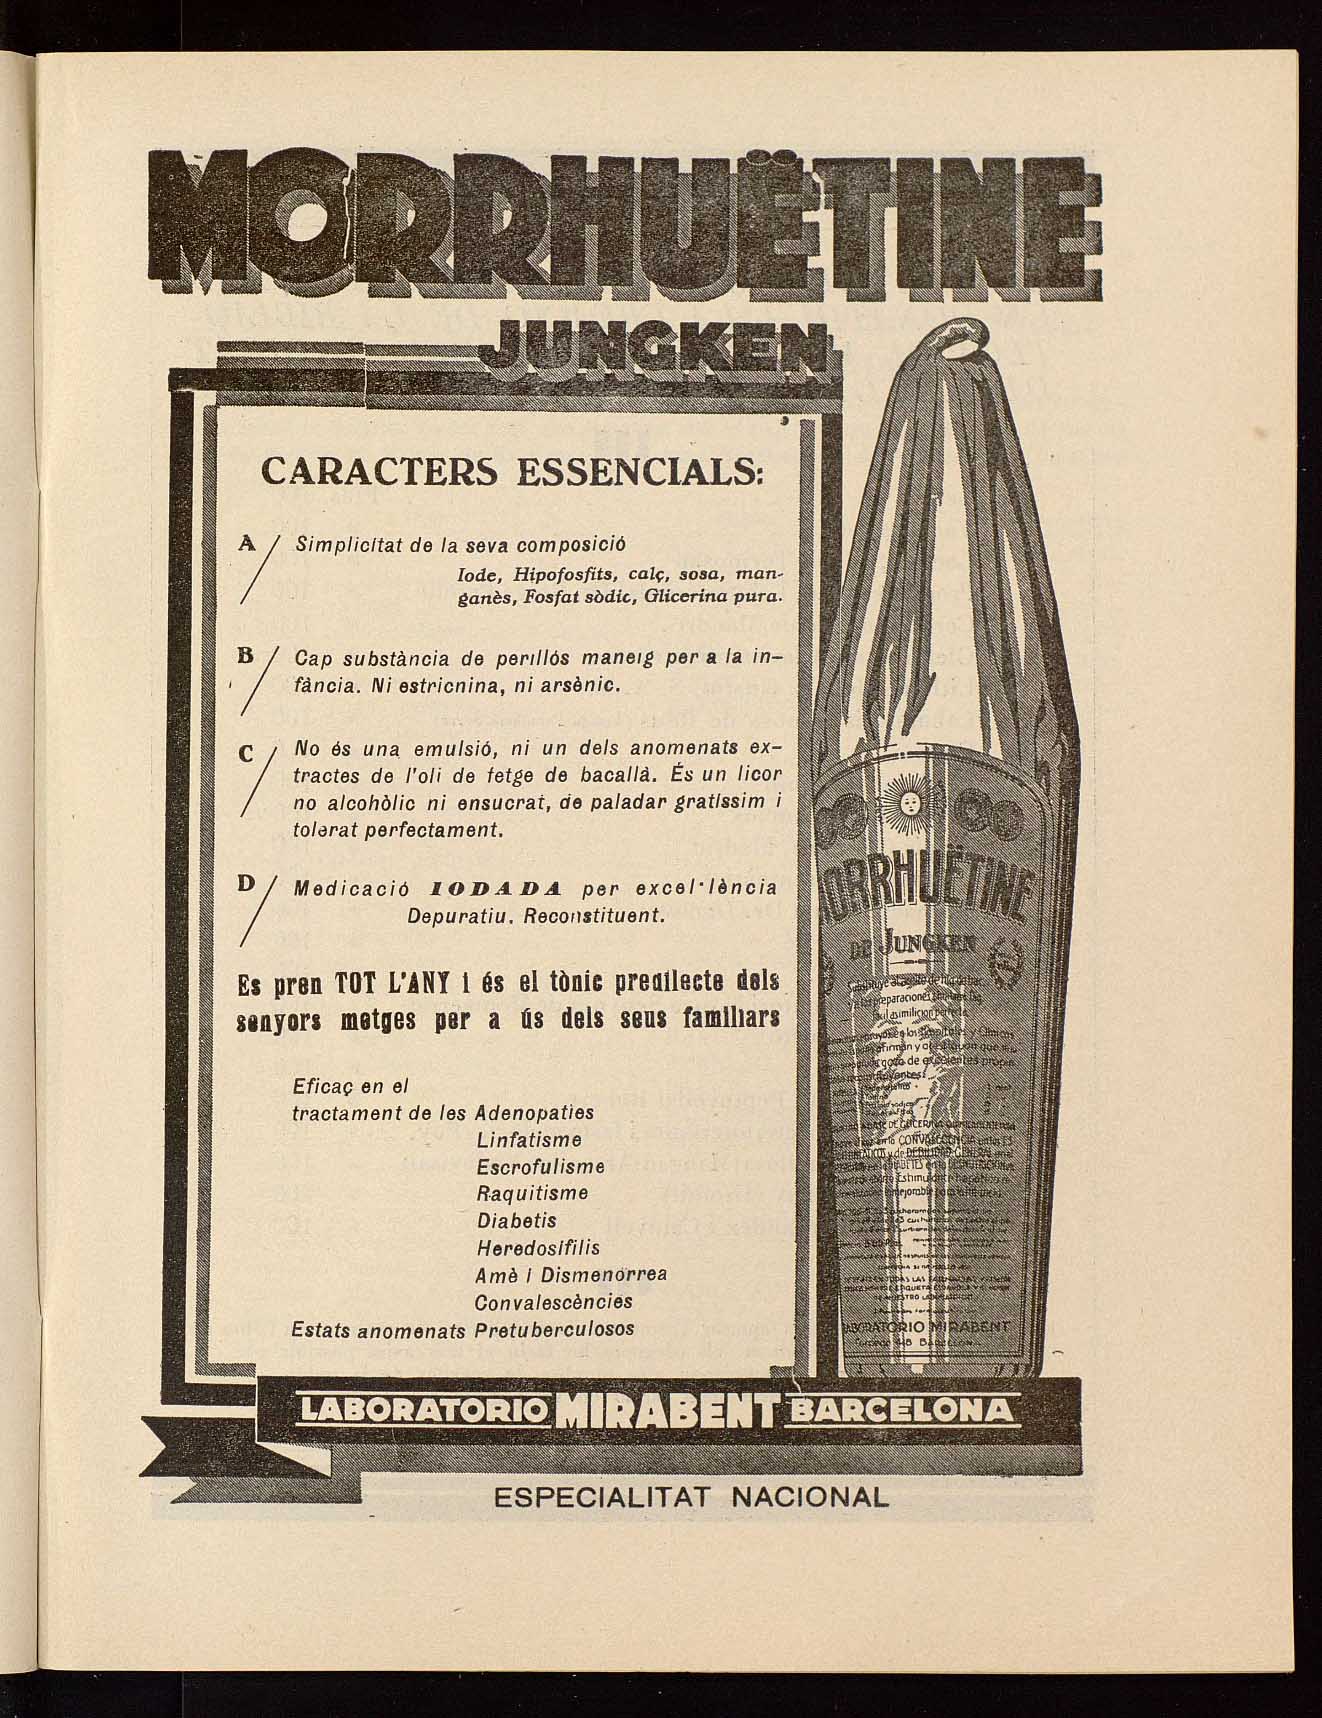 MORRHUËTINE
JUNGKEN
CARACTERS ESSENCIALS:
A / Simplicitat de la seva composició
Iode, Hipofosfits, calç, sosa, man-
ganès, Fosfat sòdic, Glicerina pura.
B / Cap substància de perillós maneig per a la in-
fància. Ni estricnina, ni arsènic.
C / No és una emulsió, ni un dels anomenats ex-
tractes de l'oli de fetge de bacallà. És un licor
no alcohòlic ni ensucrat, de paladar gratíssim i
tolerat perfectament.
D / Medicació IODADA per excel·lència
Depuratiu. Reconstituent.
Es pren TOT L'ANY i és el tònic predilecte dels
senyors metges per a ús dels seus familiars
Eficaç en el
tractament de les Adenopaties
Linfatisme
Escrofulisme
Raquitisme
Diabetis
Heredosífilis
Amè i Dismenorrea
Convalescències
Estats anomenats Pretuberculosos
MORRHUËTINE
DE JUNGKEN
LABORATORIO MIRABENT
LABORATORIO MIRABENT BARCELONA
ESPECIALITAT NACIONAL